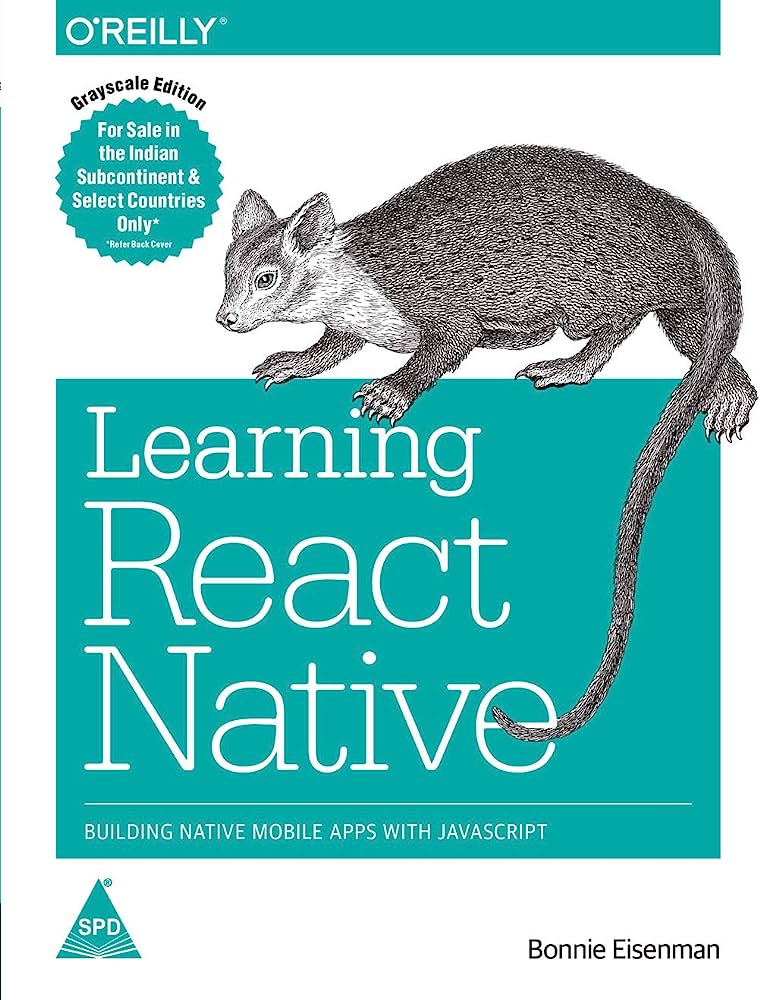 O'REILLY®
Grayscale Edition
For Sale in
the Indian
Subcontinent &
Select Countries
Only*
*Refer Back Cover
Learning
React
Native
BUILDING NATIVE MOBILE APPS WITH JAVASCRIPT
®
SPD
Bonnie Eisenman